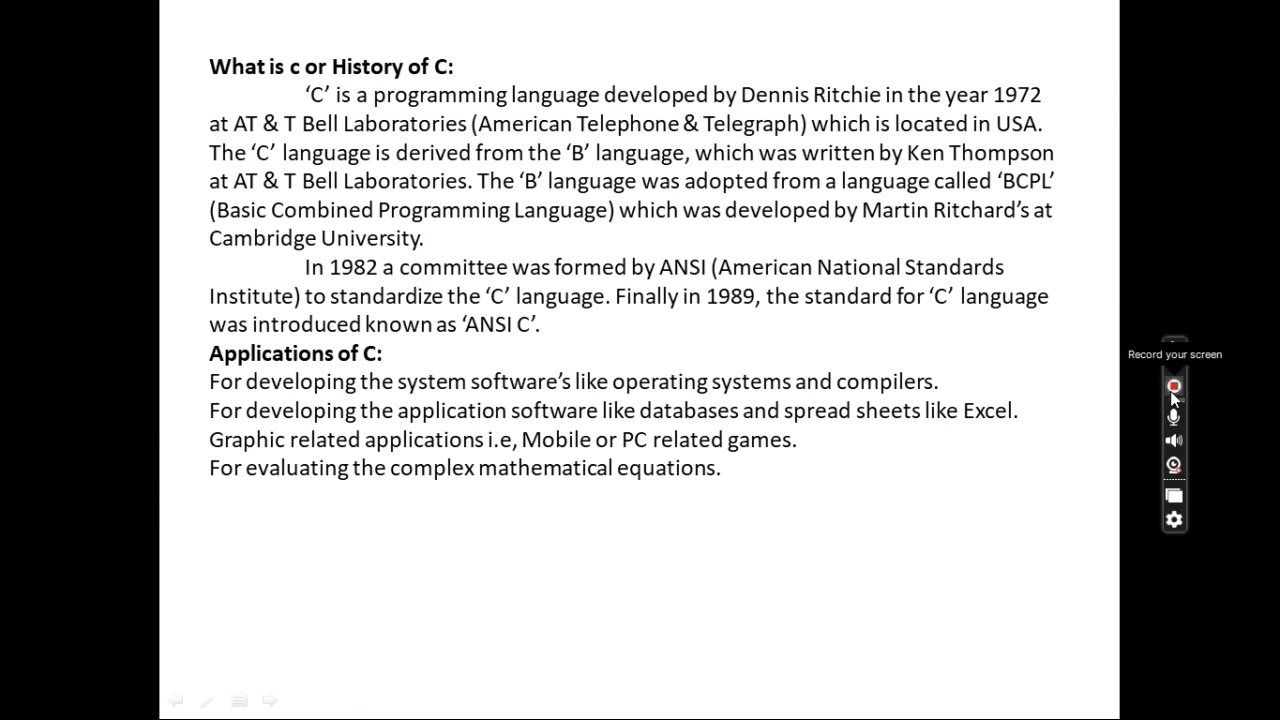 What is c or History of C:
‘C’ is a programming language developed by Dennis Ritchie in the year 1972
at AT & T Bell Laboratories (American Telephone & Telegraph) which is located in USA.
The ‘C’ language is derived from the ‘B’ language, which was written by Ken Thompson
at AT & T Bell Laboratories. The ‘B’ language was adopted from a language called ‘BCPL’
(Basic Combined Programming Language) which was developed by Martin Ritchard’s at
Cambridge University.
In 1982 a committee was formed by ANSI (American National Standards
Institute) to standardize the ‘C’ language. Finally in 1989, the standard for ‘C’ language
was introduced known as ‘ANSI C’.
Applications of C:
For developing the system software’s like operating systems and compilers.
For developing the application software like databases and spread sheets like Excel.
Graphic related applications i.e, Mobile or PC related games.
For evaluating the complex mathematical equations.
Record your screen